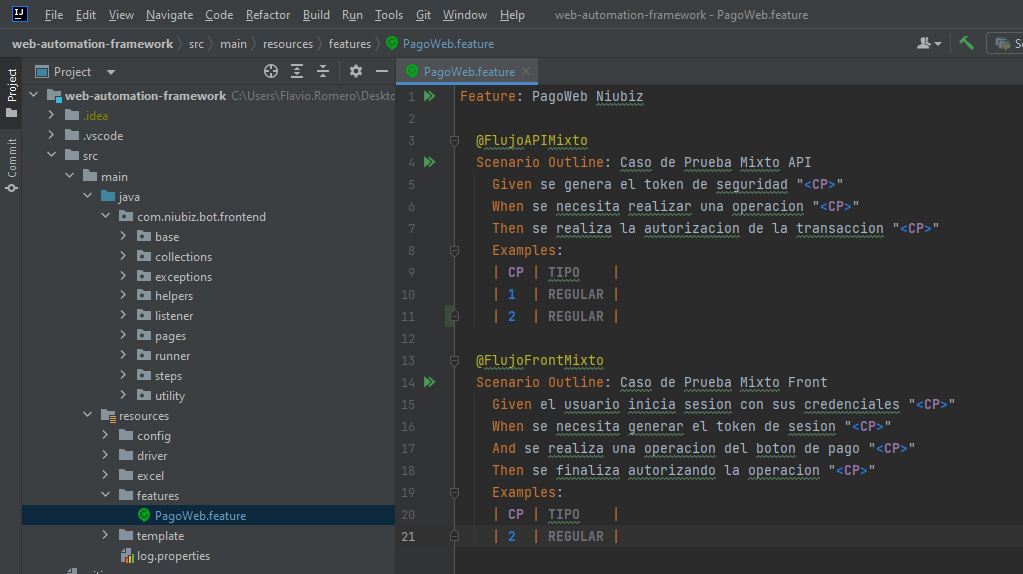 IJ File Edit View Navigate Code Refactor Build Run Tools Git Window Help web-automation-framework - PagoWeb.feature
web-automation-framework src main resources features PagoWeb.feature
Project
Commit
Project
web-automation-framework C:\Users\Flavio.Romero\Deskto
.idea
.vscode
src
main
java
com.niubiz.bot.frontend
base
collections
exceptions
helpers
listener
pages
runner
steps
utility
resources
config
driver
excel
features
PagoWeb.feature
template
log.properties
PagoWeb.feature
1 Feature: PagoWeb Niubiz
2
3 @FlujoAPIMixto
4 Scenario Outline: Caso de Prueba Mixto API
5 Given se genera el token de seguridad "<CP>"
6 When se necesita realizar una operacion "<CP>"
7 Then se realiza la autorizacion de la transaccion "<CP>"
8 Examples:
9 | CP | TIPO |
10 | 1 | REGULAR |
11 | 2 | REGULAR |
12
13 @FlujoFrontMixto
14 Scenario Outline: Caso de Prueba Mixto Front
15 Given el usuario inicia sesion con sus credenciales "<CP>"
16 When se necesita generar el token de sesion "<CP>"
17 And se realiza una operacion del boton de pago "<CP>"
18 Then se finaliza autorizando la operacion "<CP>"
19 Examples:
20 | CP | TIPO |
21 | 2 | REGULAR |